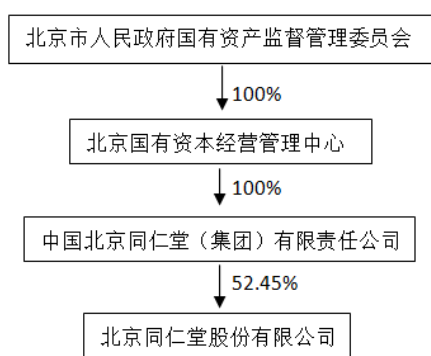 北京市人民政府国有资产监督管理委员会
100%
北京国有资本经营管理中心
100%
中国北京同仁堂（集团）有限责任公司
52.45%
北京同仁堂股份有限公司